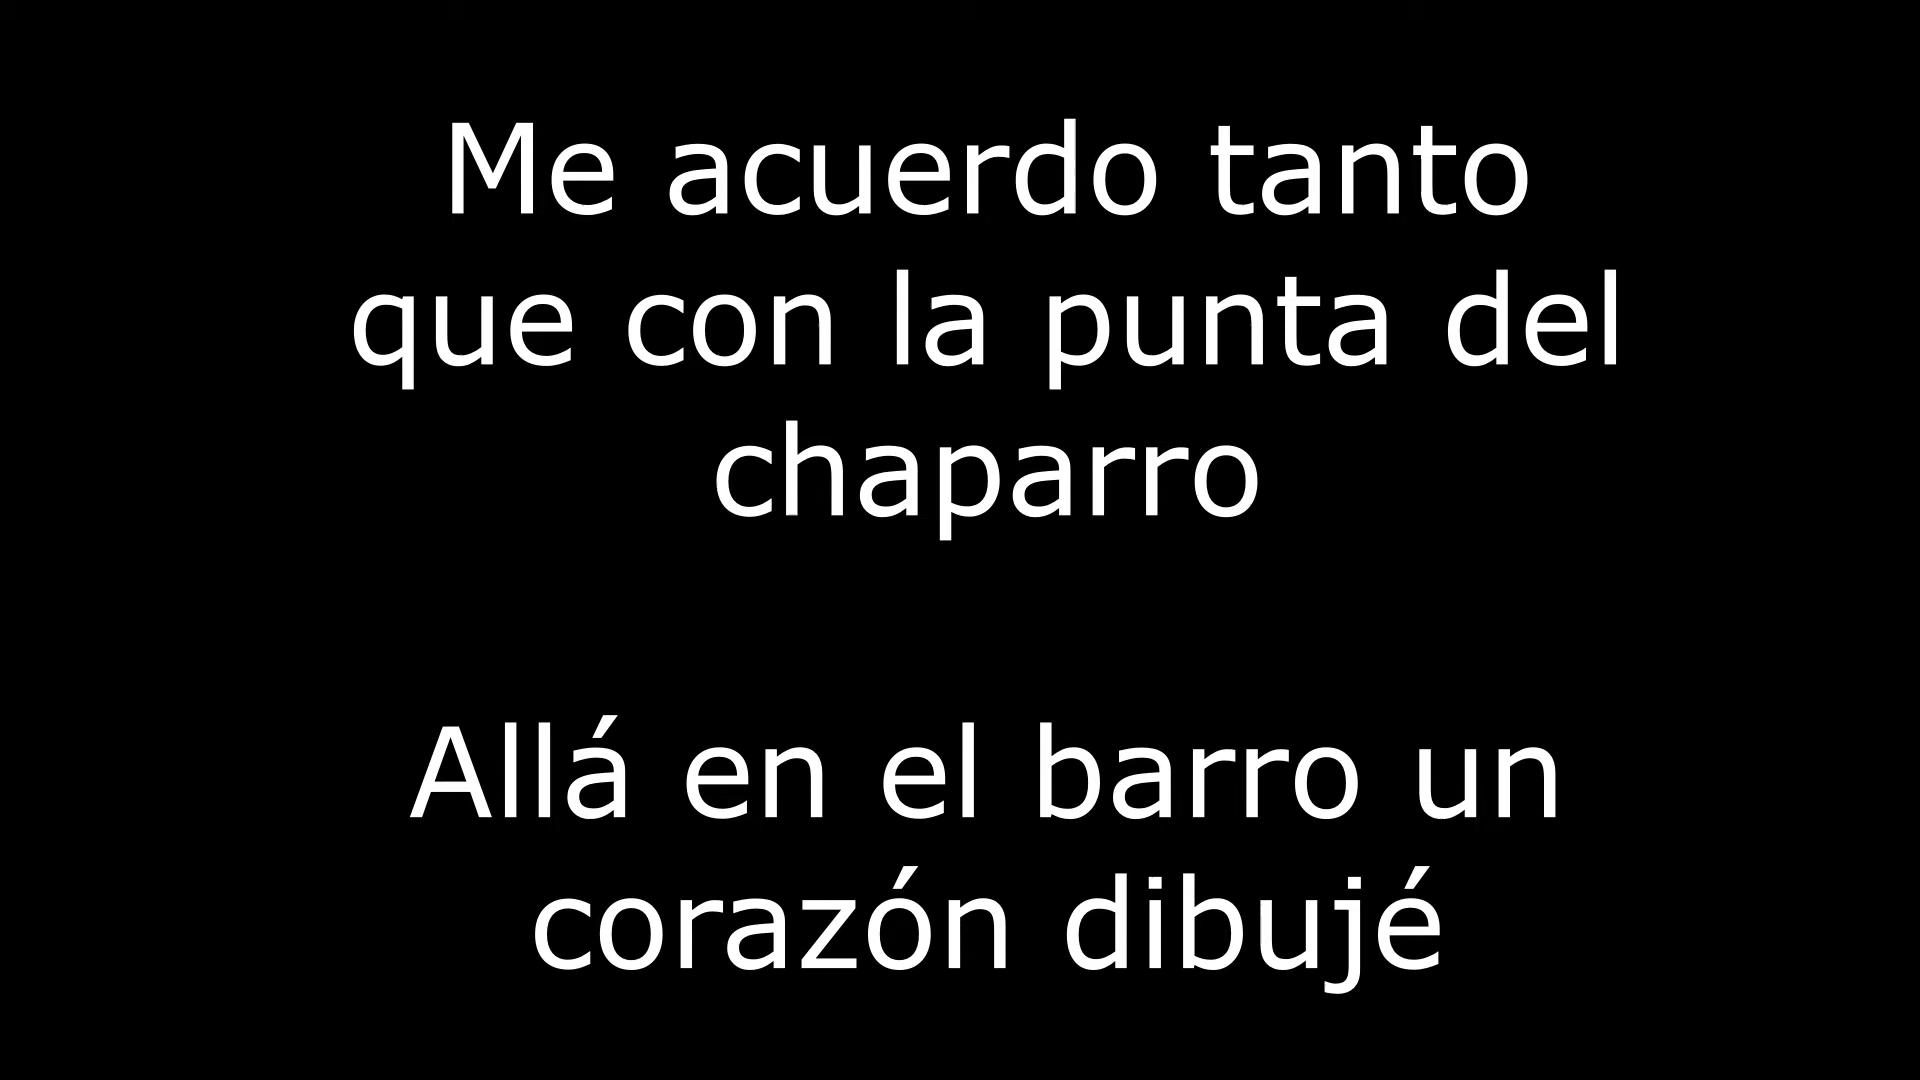 Me acuerdo tanto
que con la punta del
chaparro
Allá en el barro un
corazón dibujé